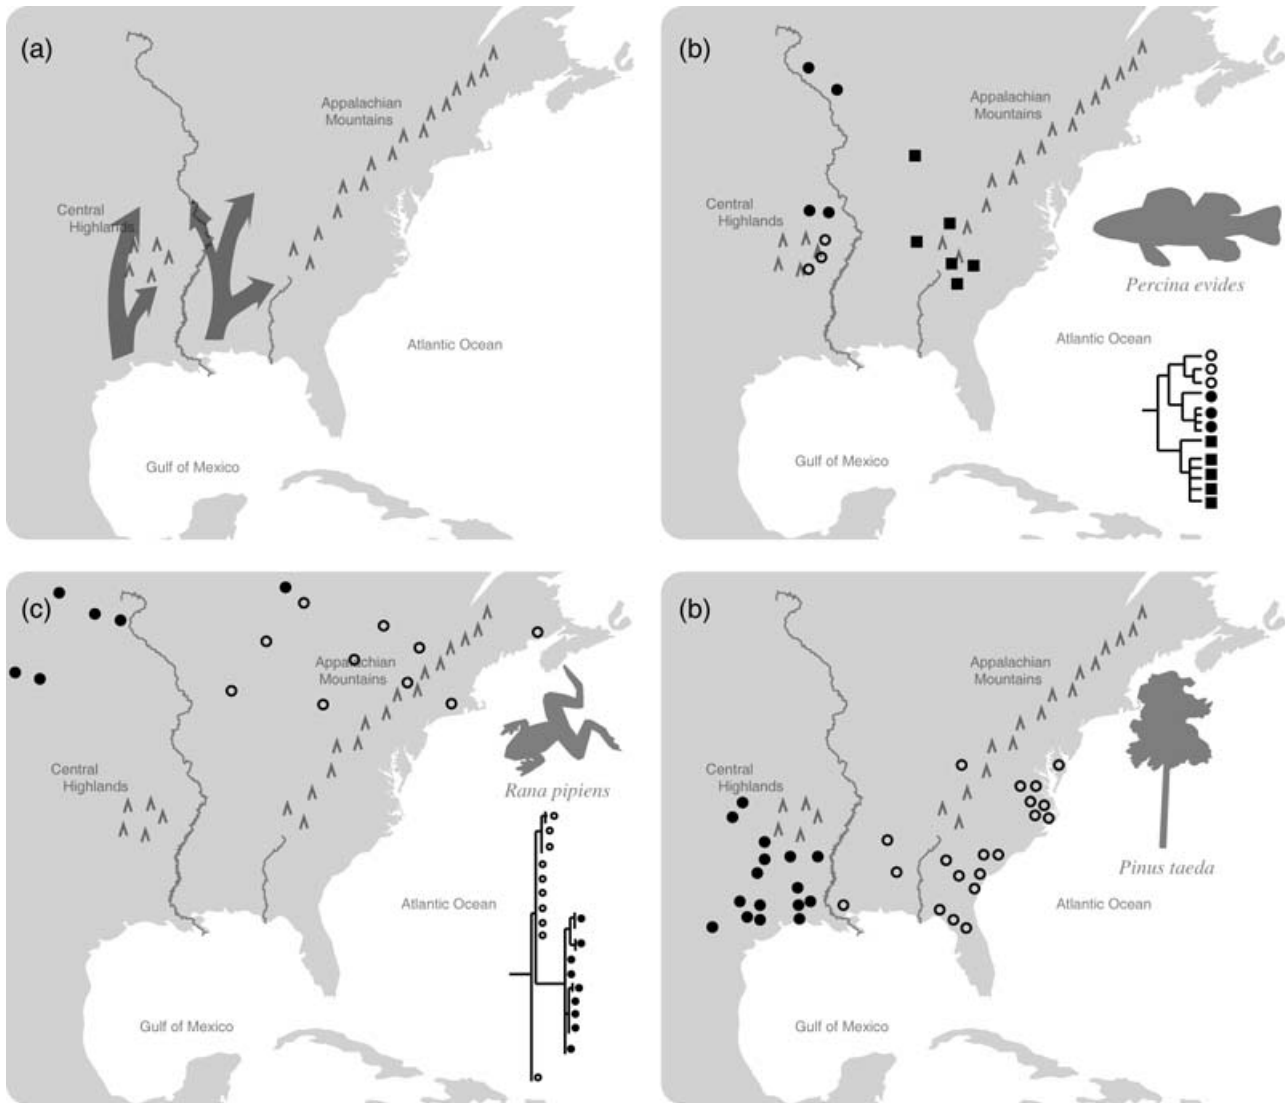 (a)
Appalachian
Mountains
Central
Highlands
Atlantic Ocean
Gulf of Mexico
(b)
Appalachian
Mountains
Central
Highlands
Percina evides
Atlantic Ocean
Gulf of Mexico
(c)
Appalachian
Mountains
Central
Highlands
Rana pipiens
Atlantic Ocean
Gulf of Mexico
(b)
Appalachian
Mountains
Central
Highlands
Pinus taeda
Atlantic Ocean
Gulf of Mexico